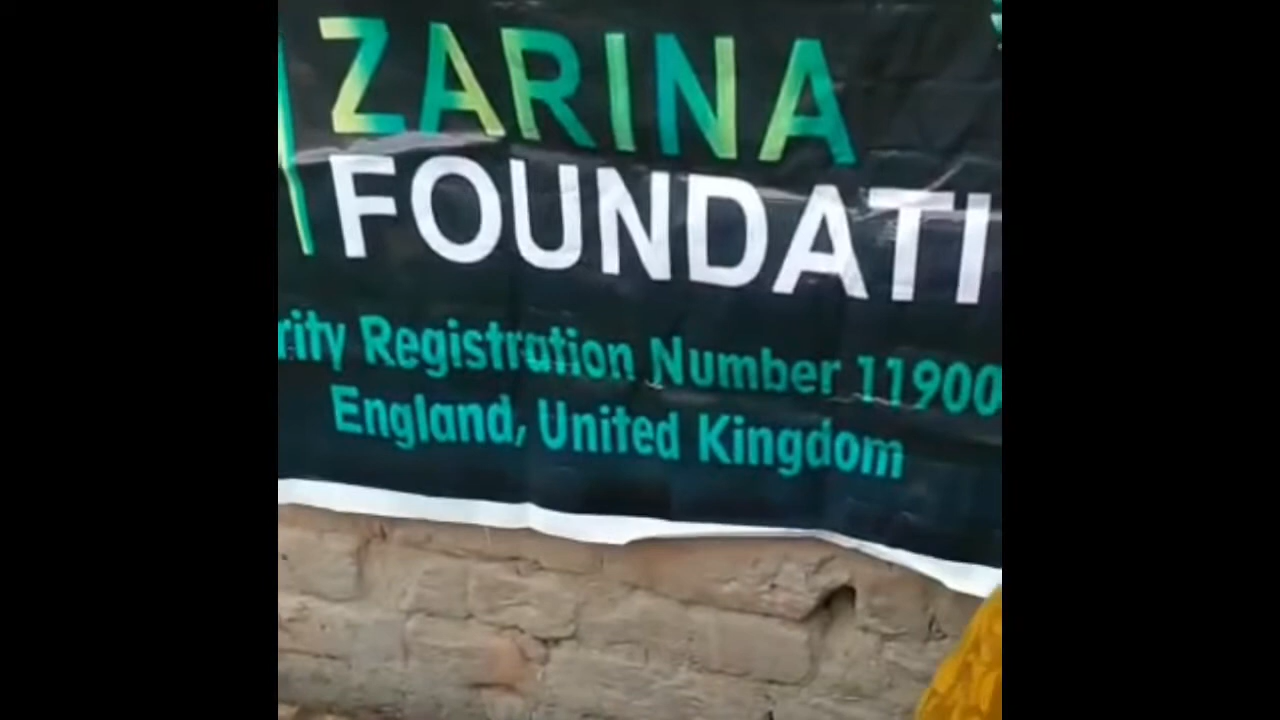 ZARINA
FOUNDATI
rity Registration Number 11900
England, United Kingdom